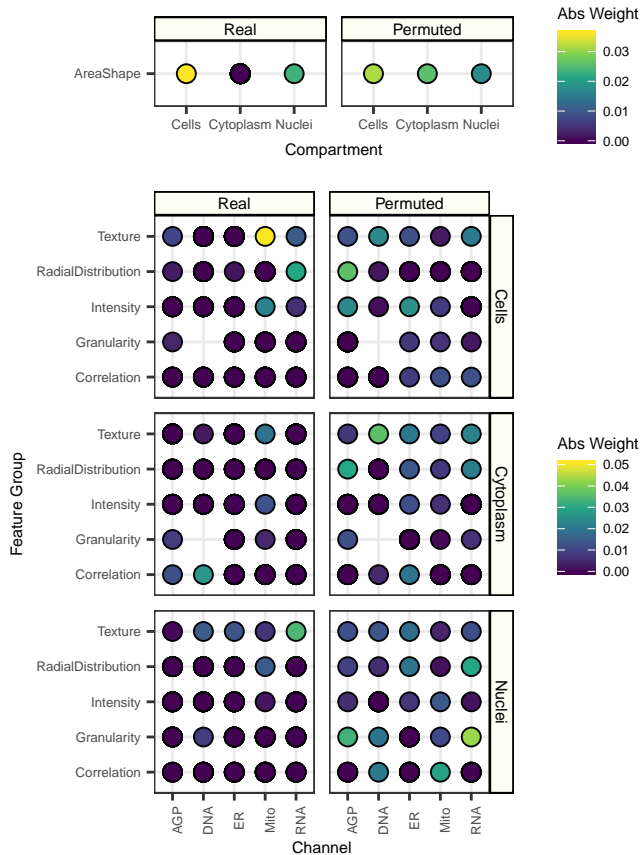 Real
Permuted
AreaShape
Cells
Cytoplasm
Nuclei
Cells
Cytoplasm
Nuclei
Compartment
Abs Weight
0.03
0.02
0.01
0.00
Real
Permuted
Texture
RadialDistribution
Intensity
Granularity
Correlation
Cells
Texture
RadialDistribution
Intensity
Granularity
Correlation
Cytoplasm
Texture
RadialDistribution
Intensity
Granularity
Correlation
Nuclei
Feature Group
AGP
DNA
ER
Mito
RNA
AGP
DNA
ER
Mito
RNA
Channel
Abs Weight
0.05
0.04
0.03
0.02
0.01
0.00